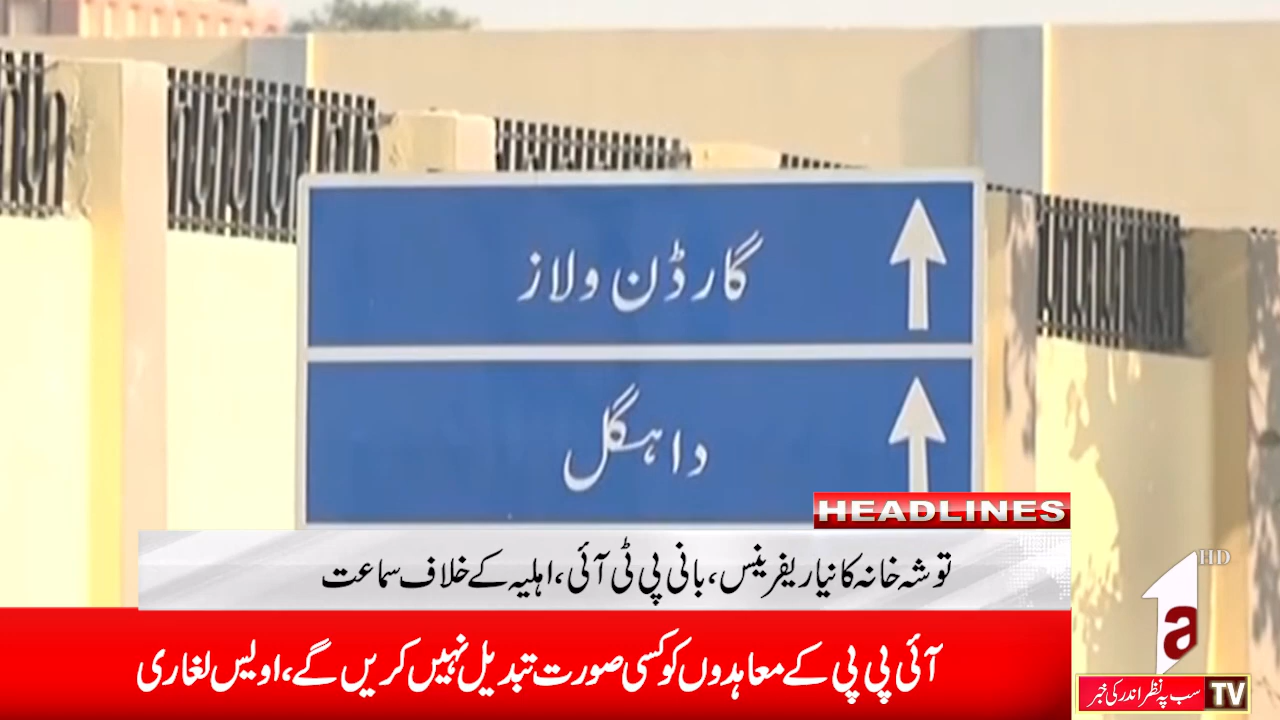 گارڈن ولاز
داہگل
HEADLINES
توشہ خانہ کا نیا ریفرینس، بانی پی ٹی آئی، اہلیہ کے خلاف سماعت
آئی پی پی کے معاہدوں کو کسی صورت تبدیل نہیں کریں گے، اویس لغاری
HD
a
سب پہ نظر اندر کی خبر
TV